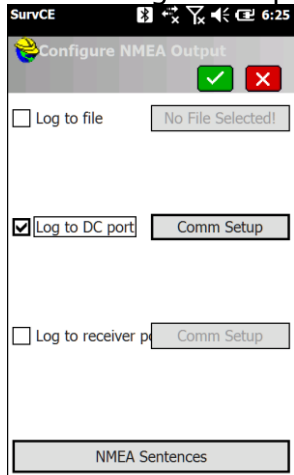 SurvCE 6:25
Configure NMEA Output
Log to file No File Selected!
Log to DC port Comm Setup
Log to receiver Comm Setup
NMEA Sentences